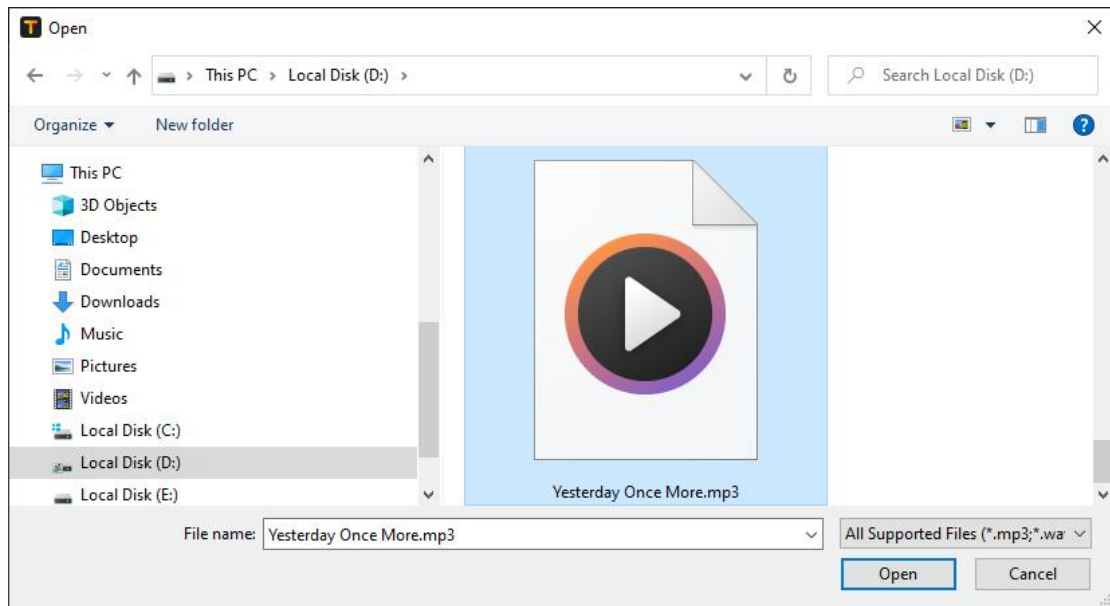 T Open
This PC > Local Disk (D:) >
Search Local Disk (D:)
Organize
New folder
?
This PC
3D Objects
Desktop
Documents
Downloads
Music
Pictures
Videos
Local Disk (C:)
Local Disk (D:)
Local Disk (E:)
Yesterday Once More.mp3
File name: Yesterday Once More.mp3
All Supported Files (*.mp3;*.wa
Open
Cancel